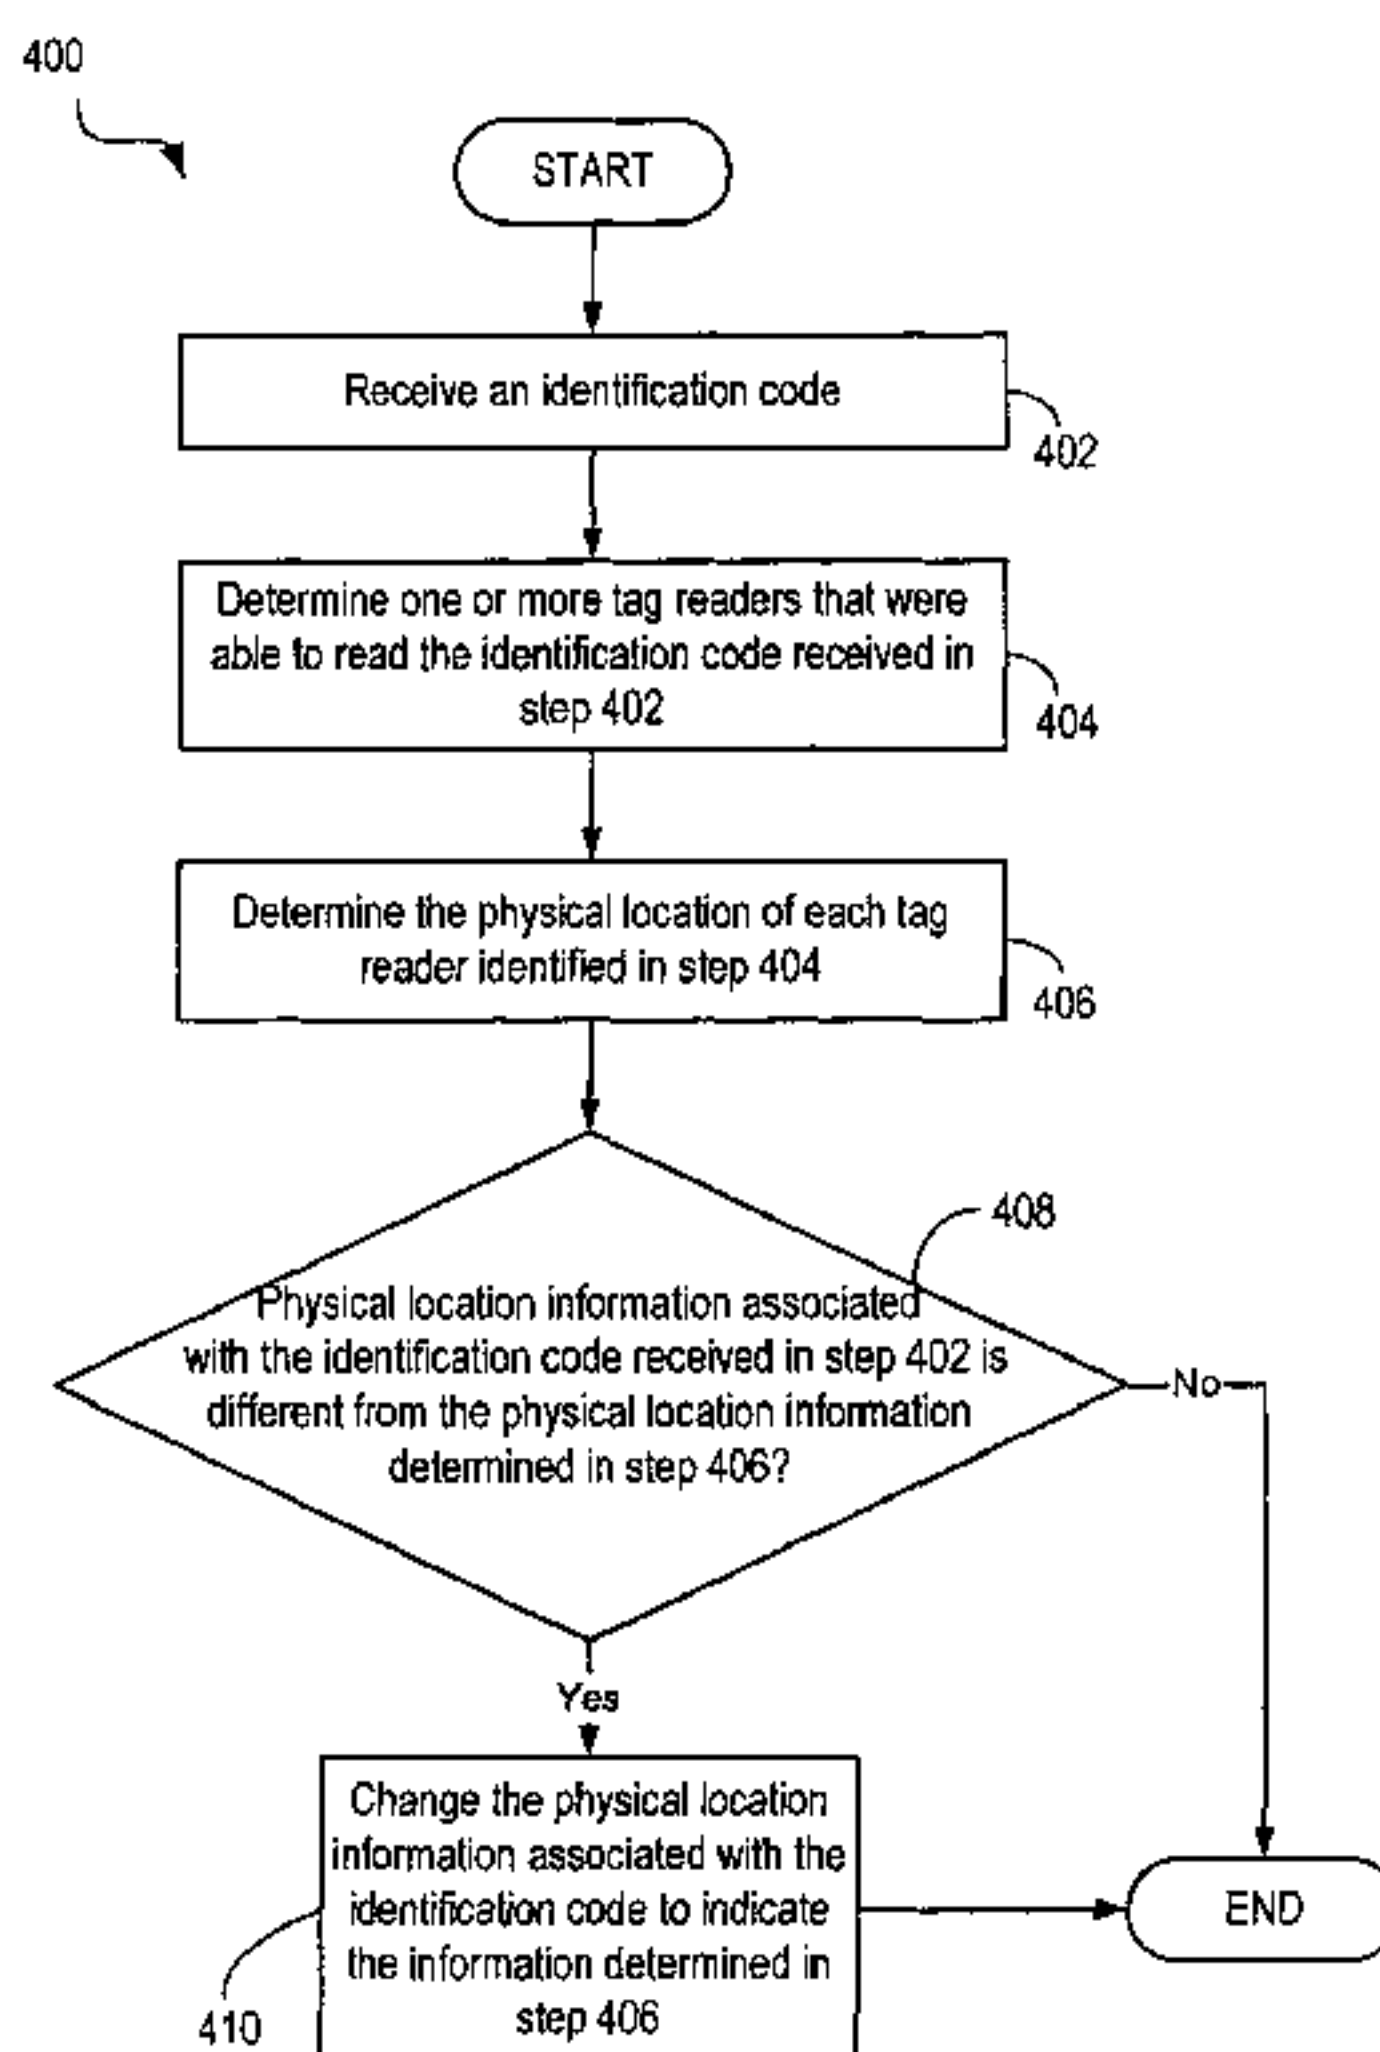 400
START
Receive an identification code
402
Determine one or more tag readers that were
able to read the identification code received in
step 402
404
Determine the physical location of each tag
reader identified in step 404
406
408
Physical location information associated
with the identification code received in step 402 is
different from the physical location information
determined in step 406?
No
Yes
Change the physical location
information associated with the
identification code to indicate
the information determined in
step 406
END
410